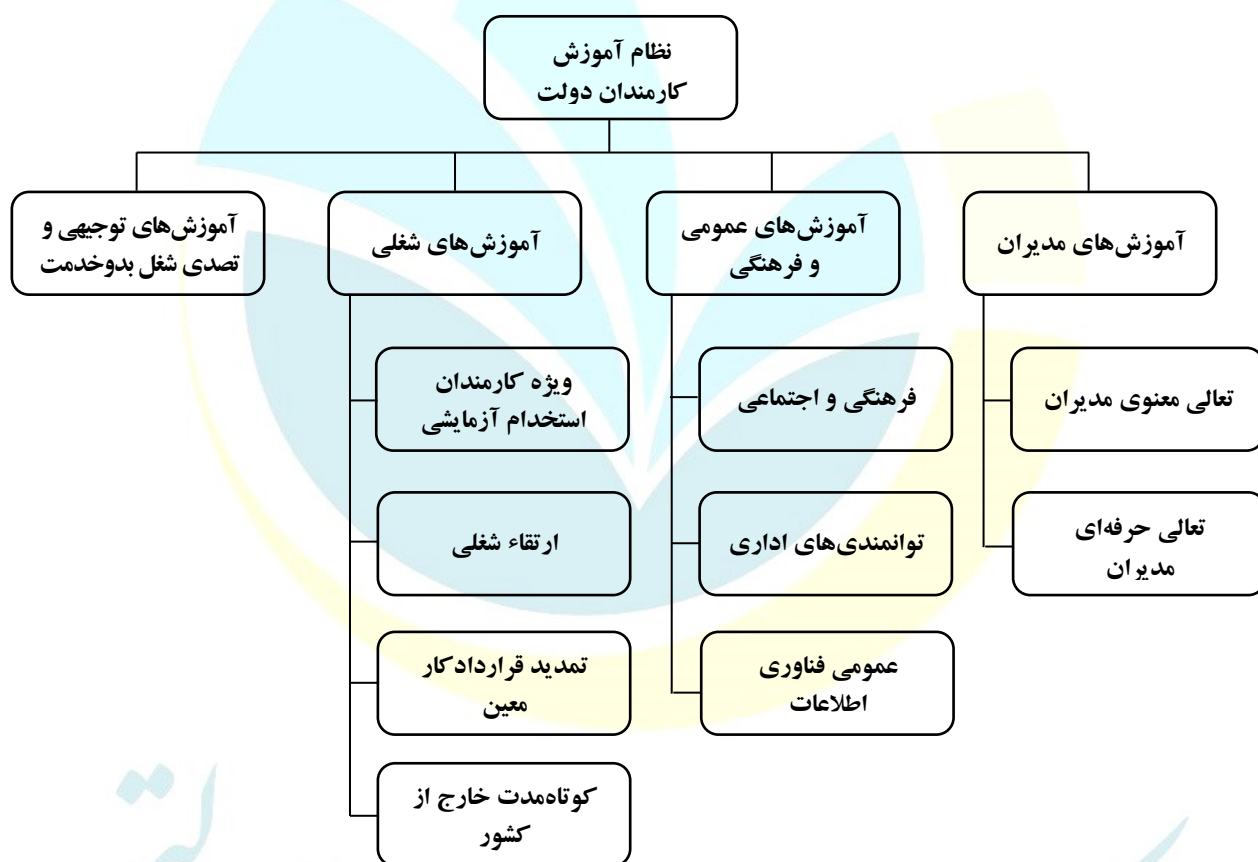 نظام آموزش
کارمندان دولت
آموزش‌های مدیران
آموزش‌های عمومی
و فرهنگی
آموزش‌های شغلی
آموزش‌های توجیهی و
تصدی شغل بدوخدمت
تعالی معنوی مدیران
تعالی حرفه‌ای
مدیران
فرهنگی و اجتماعی
توانمندی‌های اداری
عمومی فناوری
اطلاعات
ویژه کارمندان
استخدام آزمایشی
ارتقاء شغلی
تمدید قراردادکار
معین
کوتاه‌مدت خارج از
کشور